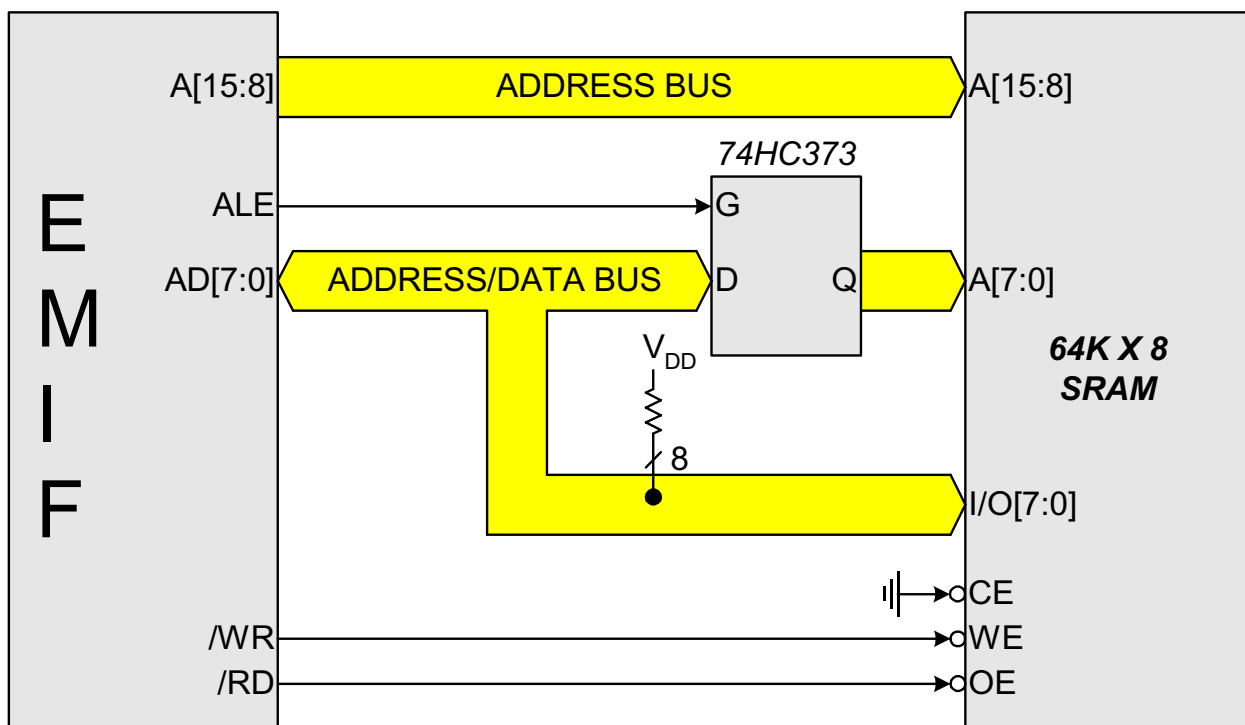 A[15:8] ADDRESS BUS A[15:8]
74HC373
ALE G
AD[7:0] ADDRESS/DATA BUS D Q A[7:0]
E
M
I
F
VDD
64K X 8
SRAM
8
I/O[7:0]
CE
/WR WE
/RD OE